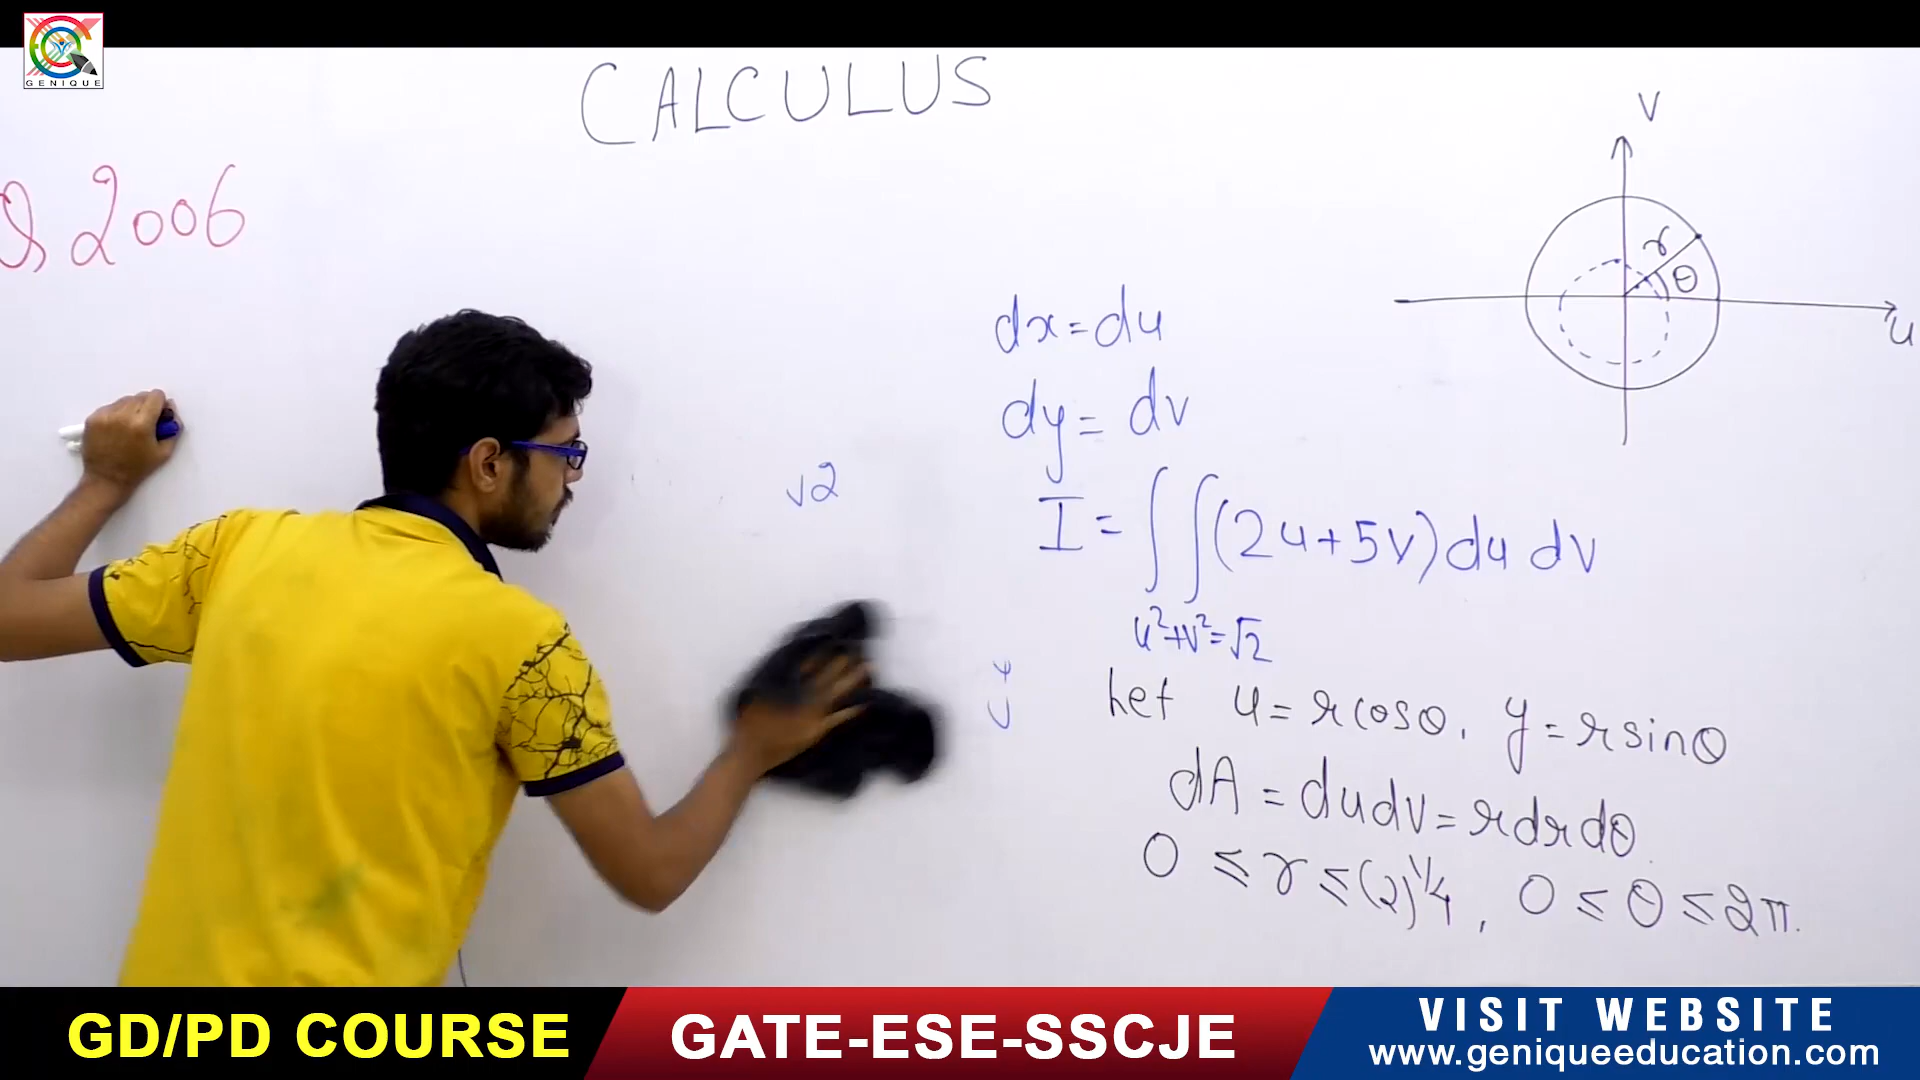 GENIQUE
CALCULUS
2006
V
r
θ
u
dx = du
dy = dv
√2
I = ∫∫(2u+5v) du dv
u²+v²=√2
Let u = r cosθ, y = r sinθ
dA = du dv = r dr dθ
0 ≤ r ≤ (2)^1/4, 0 ≤ θ ≤ 2π.
GD/PD COURSE
GATE-ESE-SSCJE
VISIT WEBSITE
www.geniqueeducation.com